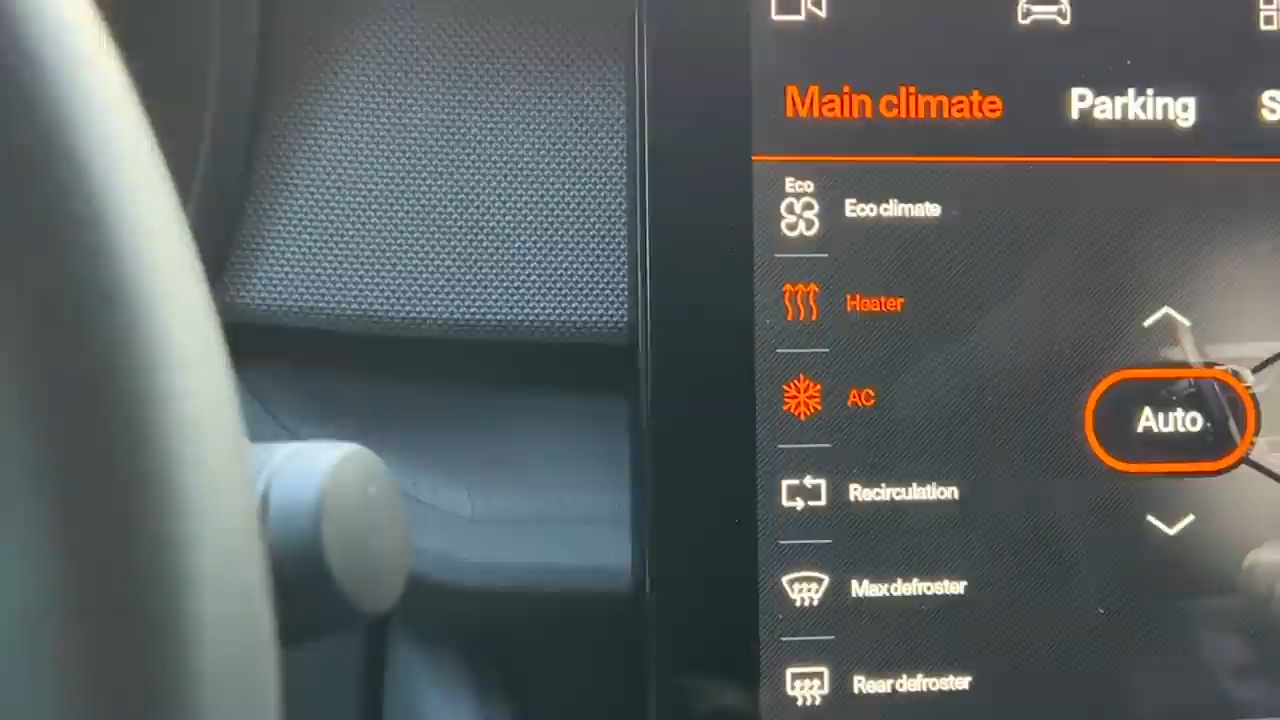 Main climate
Parking
S
Eco
Eco climate
Heater
AC
Auto
Recirculation
Max defroster
Rear defroster